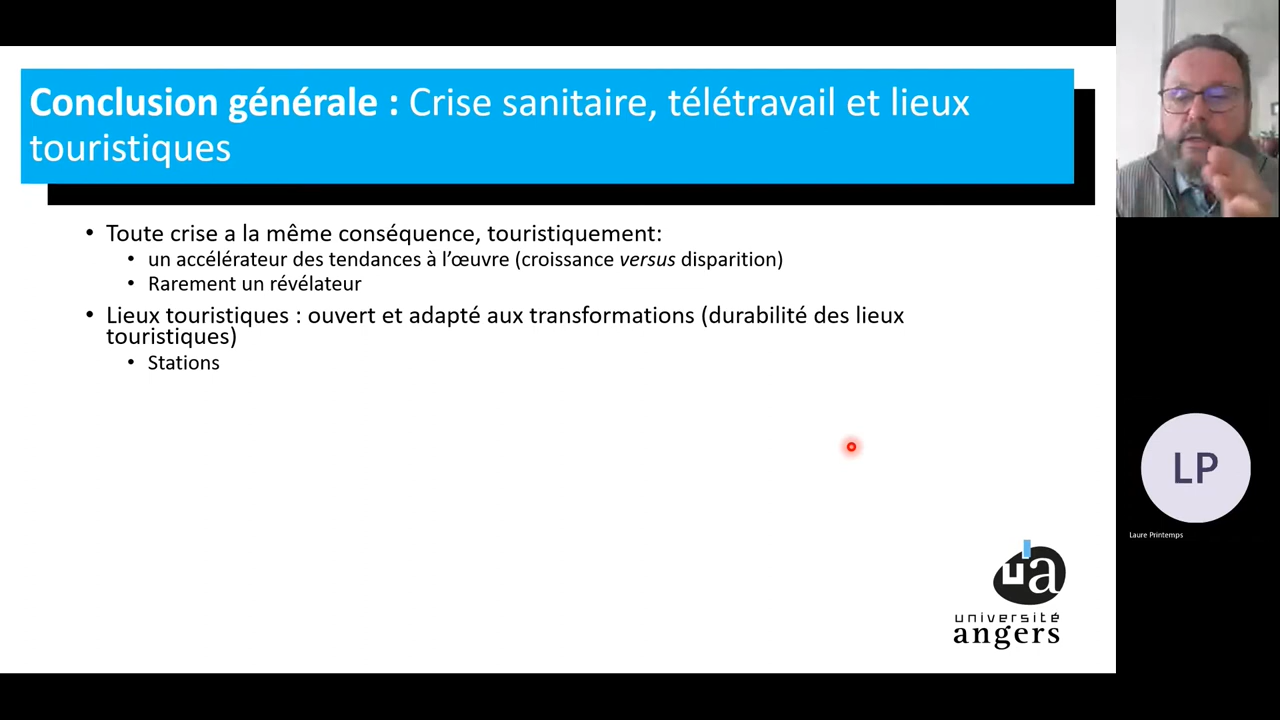 Conclusion générale : Crise sanitaire, télétravail et lieux
touristiques
• Toute crise a la même conséquence, touristiquement:
• un accélérateur des tendances à l’œuvre (croissance versus disparition)
• Rarement un révélateur
• Lieux touristiques : ouvert et adapté aux transformations (durabilité des lieux
touristiques)
• Stations
LP
Laure Printemps
ua
université
angers